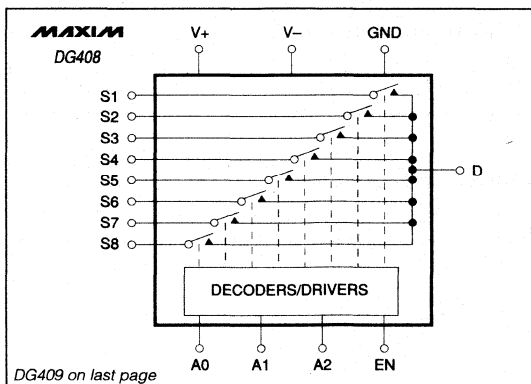 MAXIM
DG408
V+ V– GND
S1
S2
S3
S4
S5
S6
S7
S8
D
DECODERS/DRIVERS
A0 A1 A2 EN
DG409 on last page